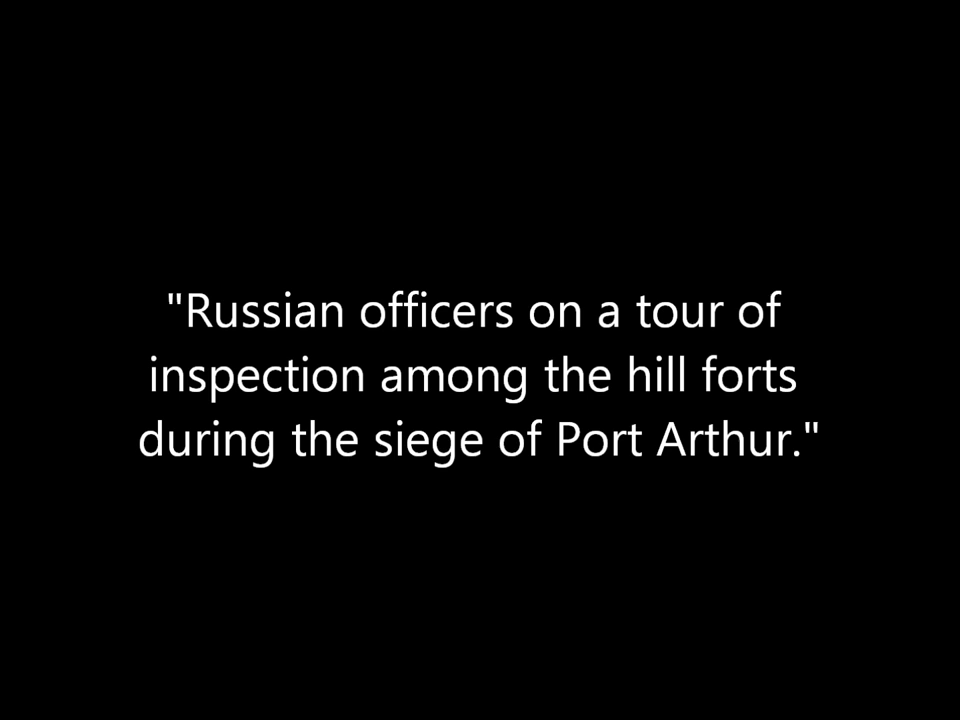 "Russian officers on a tour of
inspection among the hill forts
during the siege of Port Arthur."